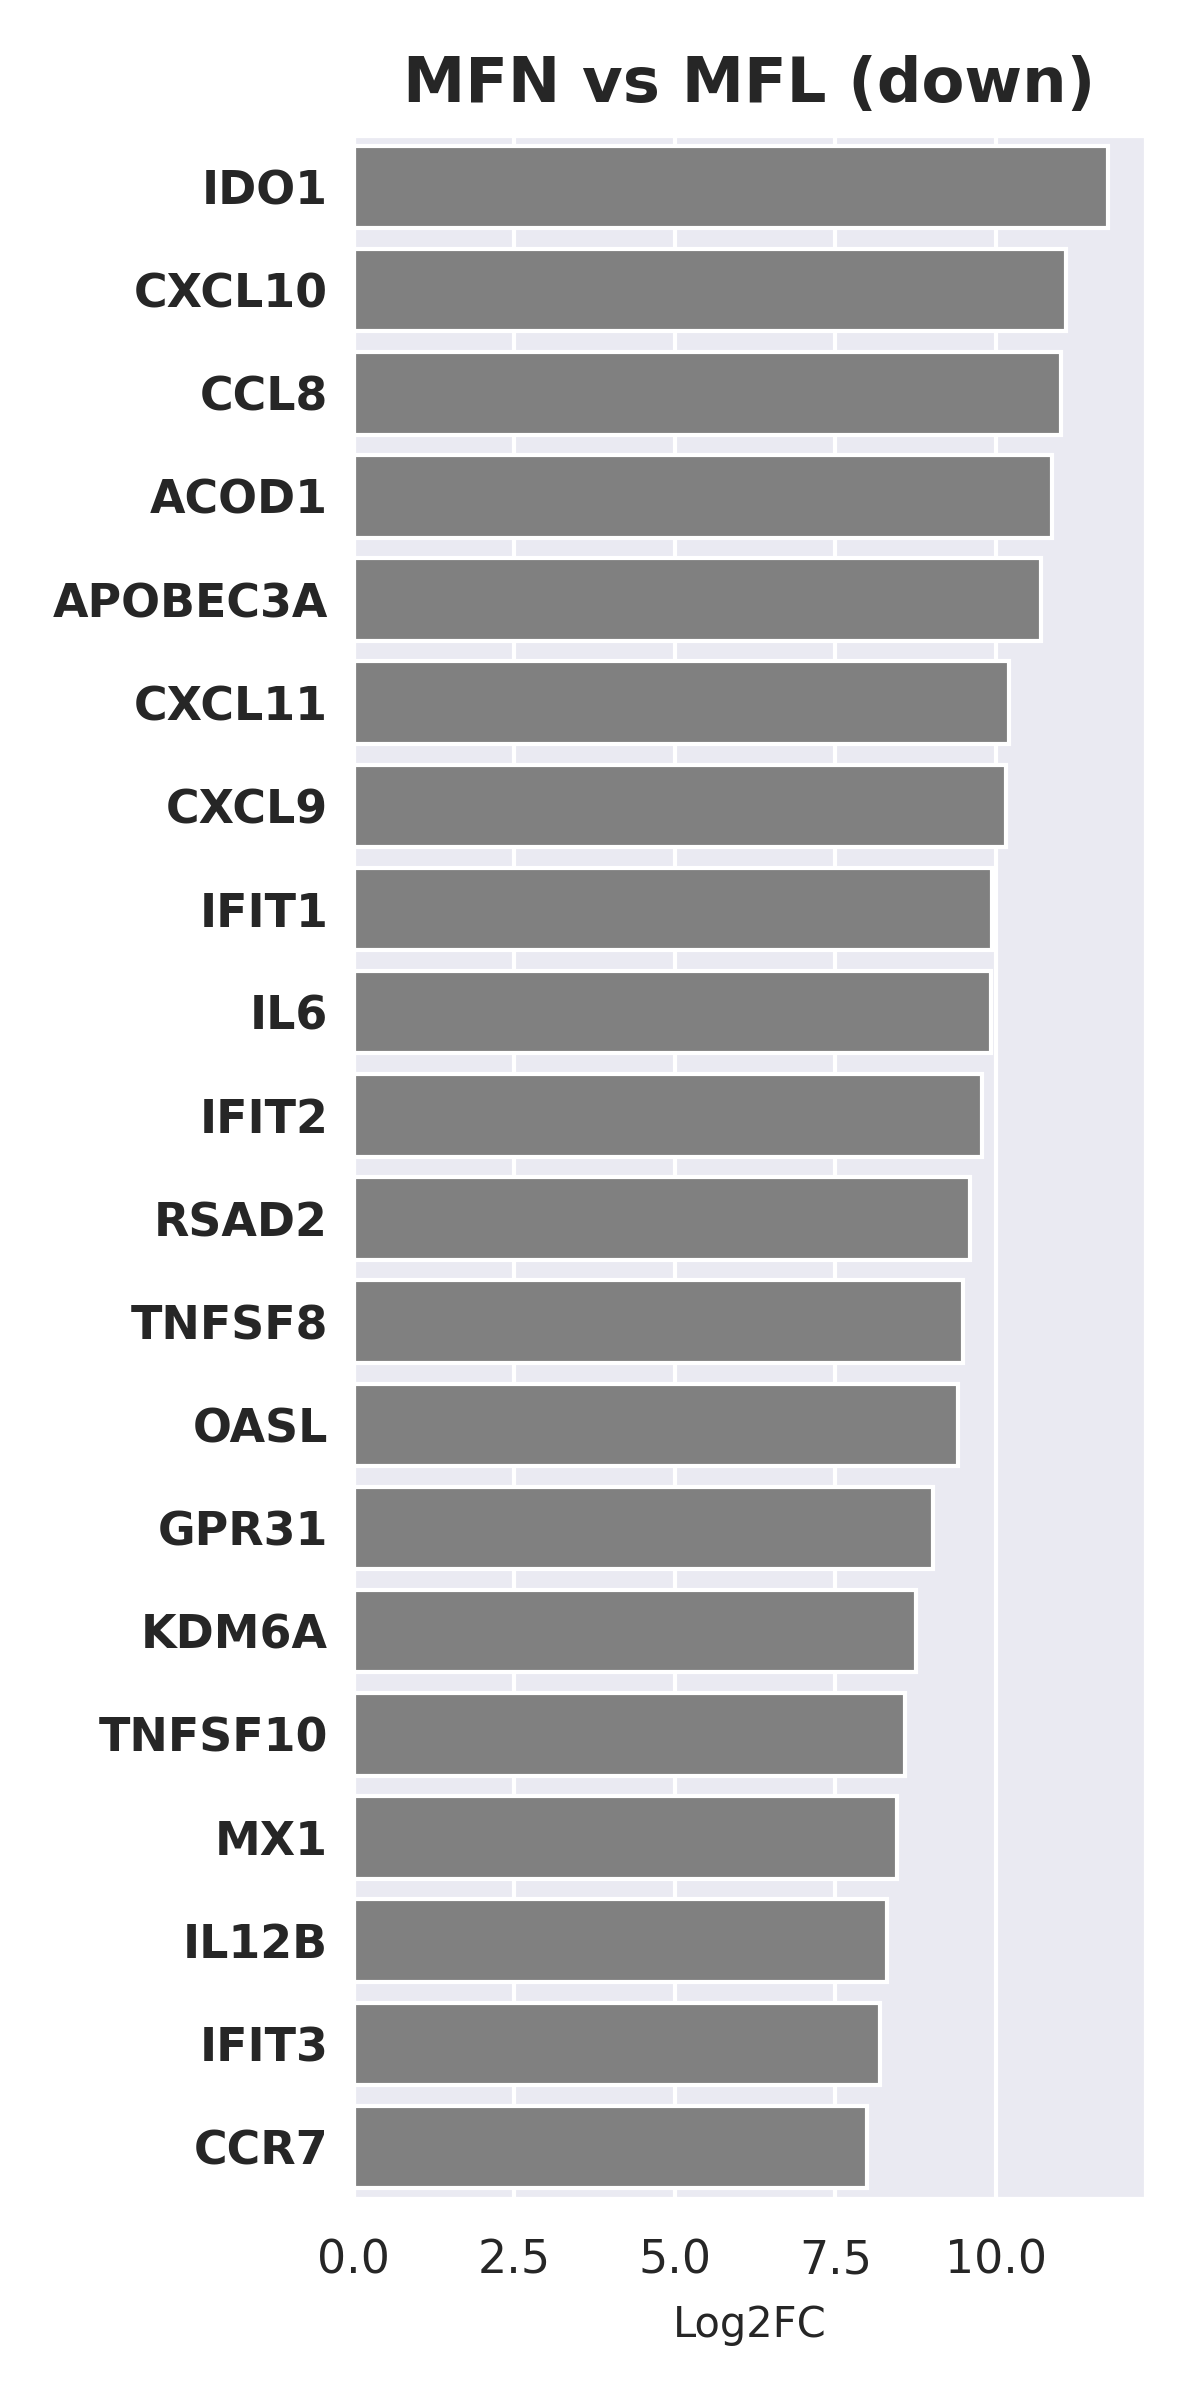 MFN vs MFL (down)
IDO1
CXCL10
CCL8
ACOD1
APOBEC3A
CXCL11
CXCL9
IFIT1
IL6
IFIT2
RSAD2
TNFSF8
OASL
GPR31
KDM6A
TNFSF10
MX1
IL12B
IFIT3
CCR7
0.0 2.5 5.0 7.5 10.0
Log2FC